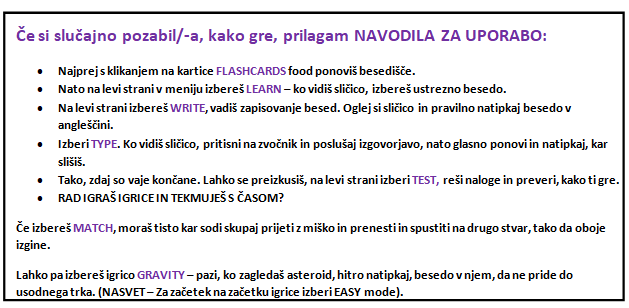 Če si slučajno pozabil/-a, kako gre, prilagam NAVODILA ZA UPORABO:
• Najprej s klikanjem na kartice FLASHCARDS food ponoviš besedišče.
• Nato na levi strani v meniju izbereš LEARN – ko vidiš sličico, izbereš ustrezno besedo.
• Na levi strani izbereš WRITE, vadiš zapisovanje besed. Oglej si sličico in pravilno natipkaj besedo v
angleščini.
• Izberi TYPE. Ko vidiš sličico, pritisni na zvočnik in poslušaj izgovorjavo, nato glasno ponovi in natipkaj, kar
slišiš.
• Tako, zdaj so vaje končane. Lahko se preizkusiš, na levi strani izberi TEST, reši naloge in preveri, kako ti gre.
• RAD IGRAŠ IGRICE IN TEKMUJEŠ S ČASOM?
Če izbereš MATCH, moraš tisto kar sodi skupaj prijeti z miško in prenesti in spustiti na drugo stvar, tako da oboje
izgine.
Lahko pa izbereš igrico GRAVITY – pazi, ko zagledaš asteroid, hitro natipkaj, besedo v njem, da ne pride do
usodnega trka. (NASVET – Za začetek na začetku igrice izberi EASY mode).